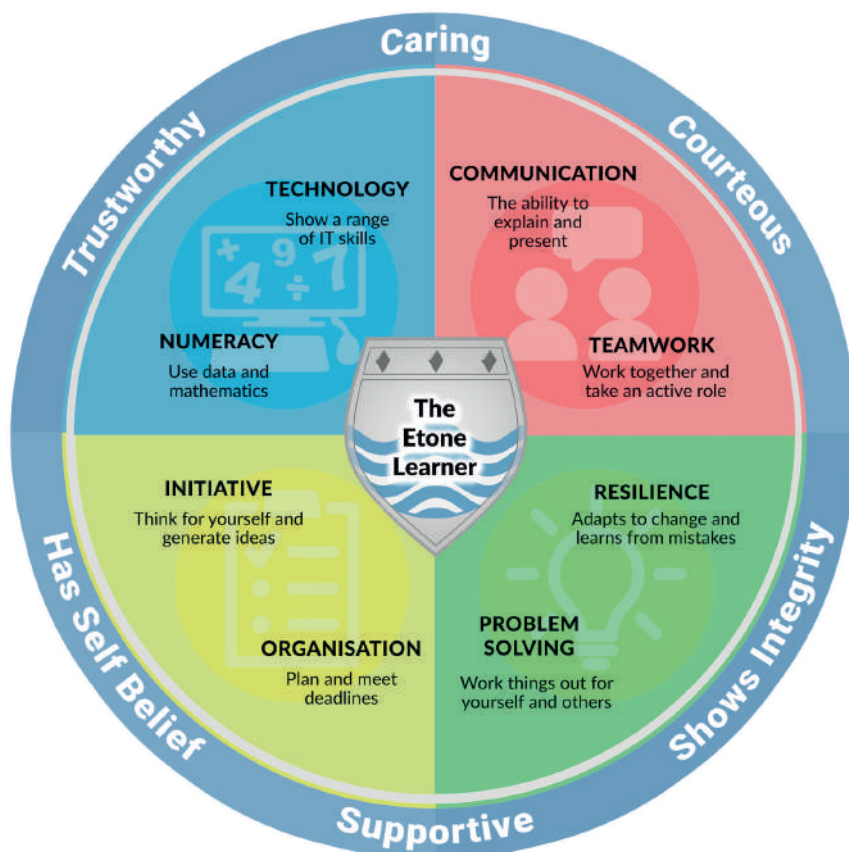 Caring
Courteous
Shows Integrity
Supportive
Has Self Belief
Trustworthy
TECHNOLOGY
Show a range
of IT skills
+
4
9
÷
7
NUMERACY
Use data and
mathematics
COMMUNICATION
The ability to
explain and
present
TEAMWORK
Work together and
take an active role
The
Etone
Learner
INITIATIVE
Think for yourself and
generate ideas
ORGANISATION
Plan and meet
deadlines
RESILIENCE
Adapts to change and
learns from mistakes
PROBLEM
SOLVING
Work things out for
yourself and others